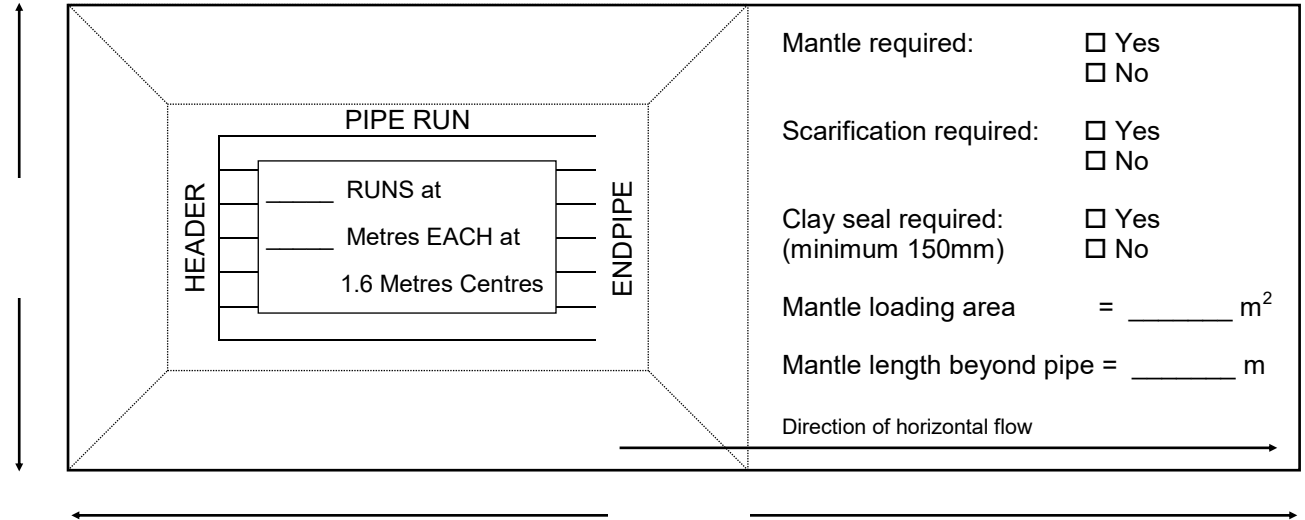 PIPE RUN
HEADER
_____ RUNS at
_____ Metres EACH at
1.6 Metres Centres
ENDPIPE
Mantle required: ☐ Yes
☐ No
Scarification required: ☐ Yes
☐ No
Clay seal required: ☐ Yes
(minimum 150mm) ☐ No
Mantle loading area = _______ m²
Mantle length beyond pipe = _______ m
Direction of horizontal flow